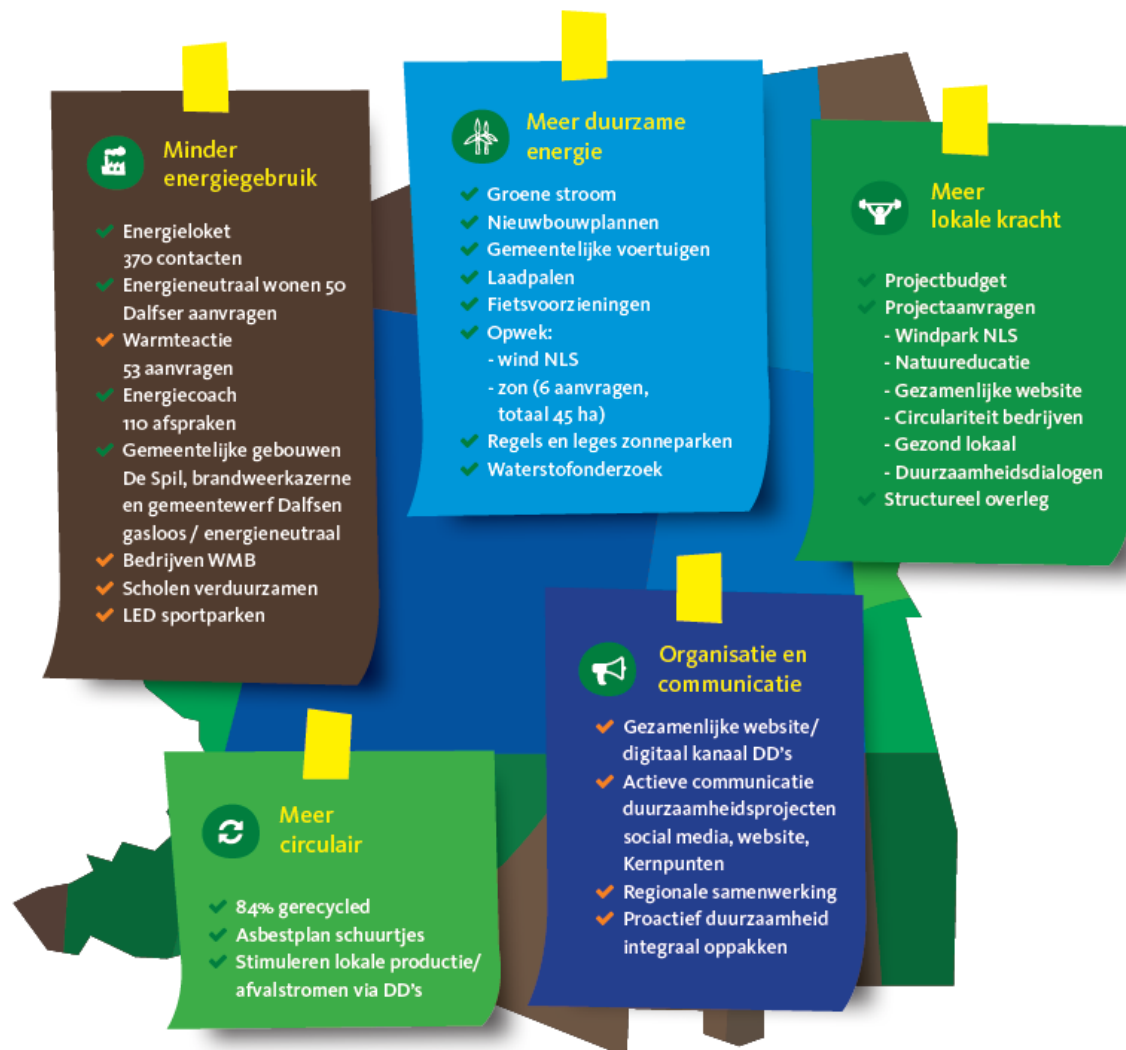 Minder
energiegebruik
Energieloket
370 contacten
Energieneutraal wonen 50
Dalfser aanvragen
Warmteactie
53 aanvragen
Energiecoach
110 afspraken
Gemeentelijke gebouwen
De Spil, brandweerkazerne
en gemeentewerf Dalfsen
gasloos / energieneutraal
Bedrijven WMB
Scholen verduurzamen
LED sportparken
Meer duurzame
energie
Groene stroom
Nieuwbouwplannen
Gemeentelijke voertuigen
Laadpalen
Fietsvoorzieningen
Opwek:
- wind NLS
- zon (6 aanvragen,
totaal 45 ha)
Regels en leges zonneparken
Waterstofonderzoek
Meer
lokale kracht
Projectbudget
Projectaanvragen
- Windpark NLS
- Natuureducatie
- Gezamenlijke website
- Circulariteit bedrijven
- Gezond lokaal
- Duurzaamheidsdialogen
Structureel overleg
Meer
circulair
84% gerecycled
Asbestplan schuurtjes
Stimuleren lokale productie/
afvalstromen via DD's
Organisatie en
communicatie
Gezamenlijke website/
digitaal kanaal DD's
Actieve communicatie
duurzaamheidsprojecten
social media, website,
Kernpunten
Regionale samenwerking
Proactief duurzaamheid
integraal oppakken